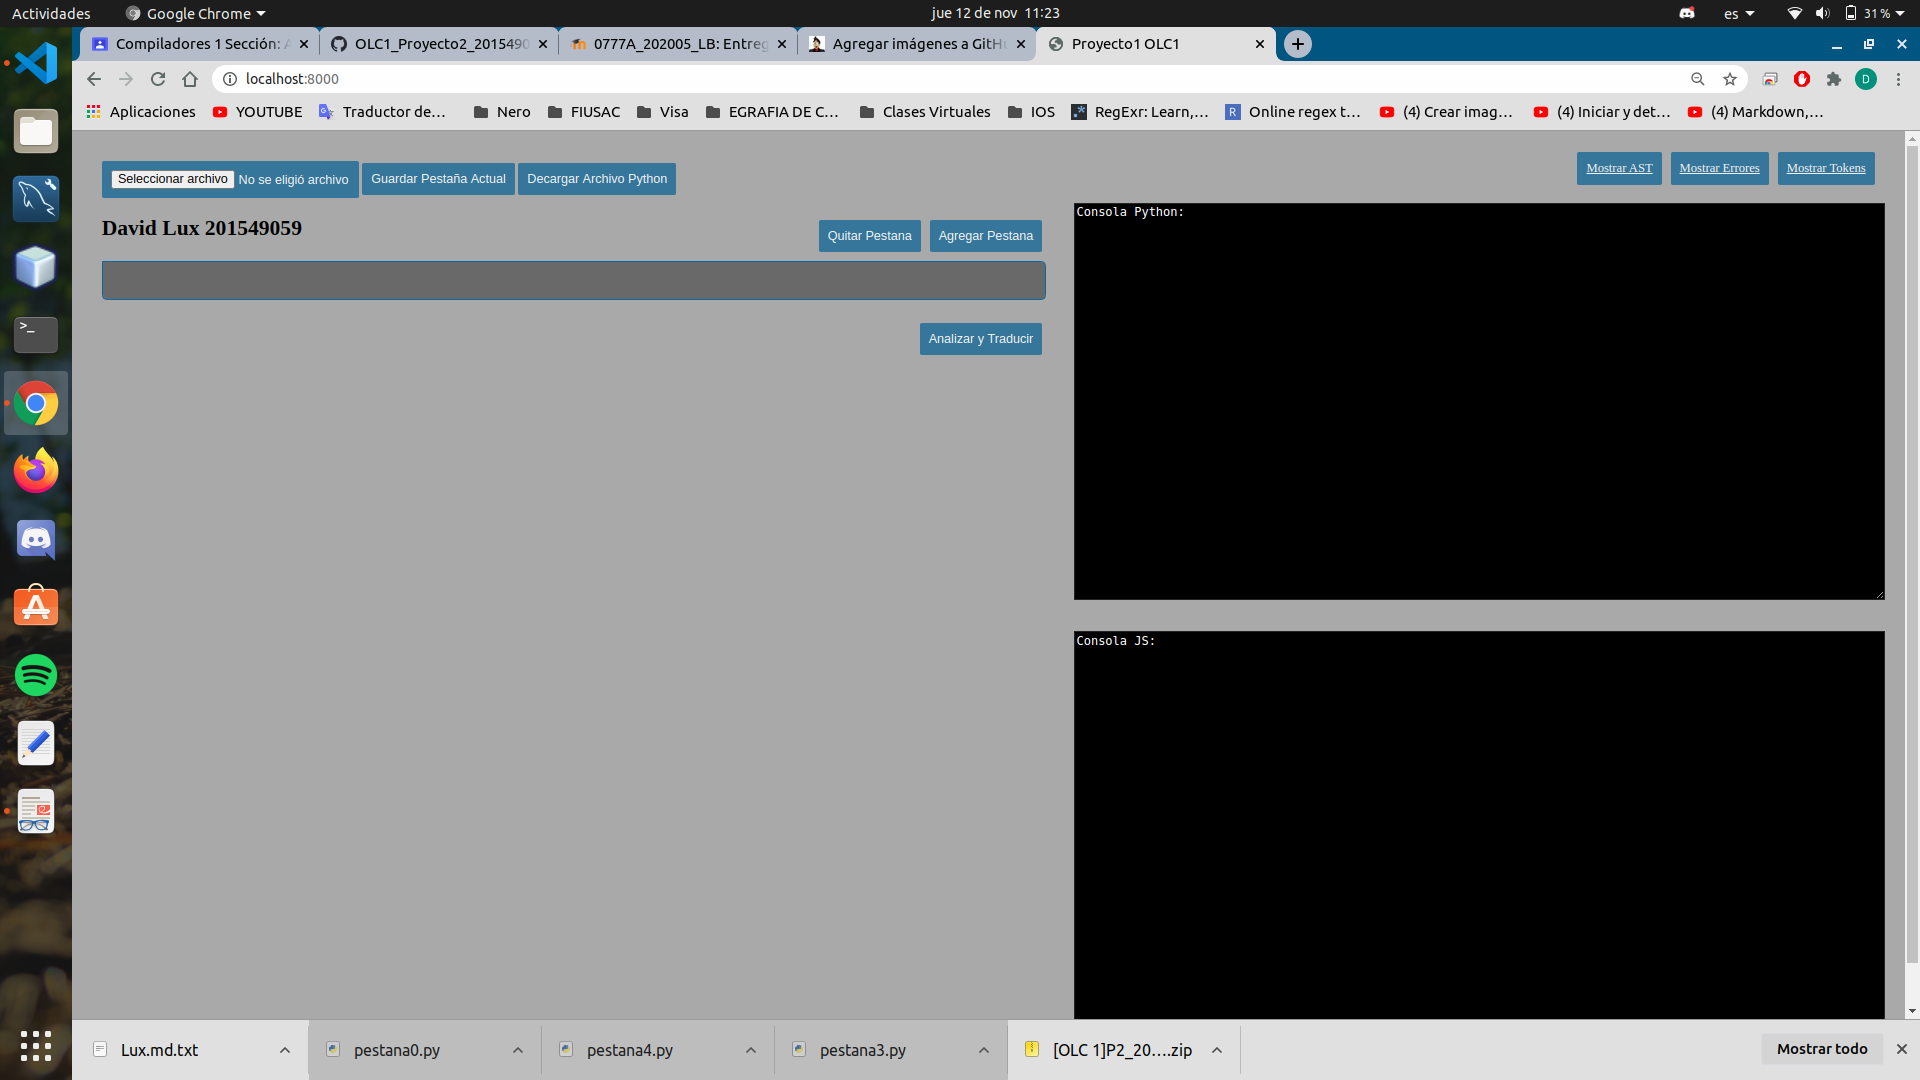 Actividades
Google Chrome
jue 12 de nov 11:23
es
31 %
Compiladores 1 Sección: A
OLC1_Proyecto2_201549
0777A_202005_LB: Entreg
Agregar imágenes a GitH
Proyecto1 OLC1
localhost:8000
D
Aplicaciones
YOUTUBE
Traductor de…
Nero
FIUSAC
Visa
EGRAFIA DE C…
Clases Virtuales
IOS
RegExr: Learn,…
R
Online regex t…
(4) Crear imag…
(4) Iniciar y det…
(4) Markdown,…
Seleccionar archivo
No se eligió archivo
Guardar Pestaña Actual
Decargar Archivo Python
Mostrar AST
Mostrar Errores
Mostrar Tokens
David Lux 201549059
Quitar Pestana
Agregar Pestana
Analizar y Traducir
Consola Python:
Consola JS:
Lux.md.txt
pestana0.py
pestana4.py
pestana3.py
[OLC 1]P2_20….zip
Mostrar todo